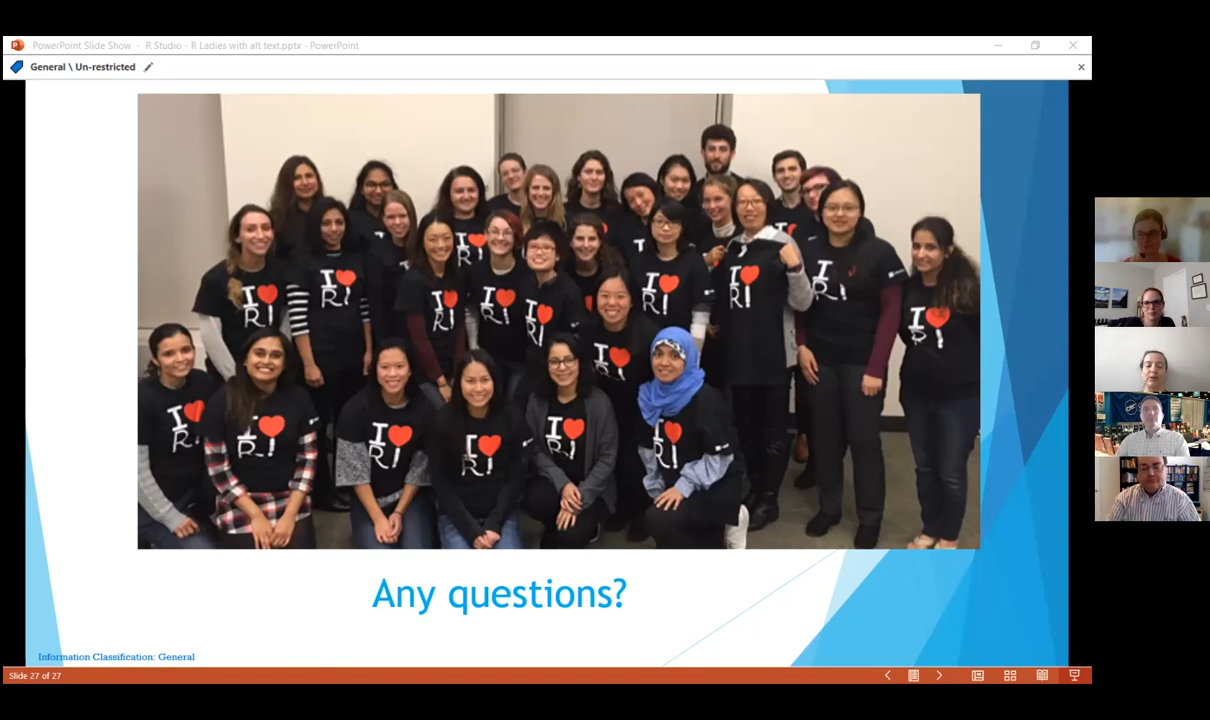 PowerPoint Slide Show - R Studio - R Ladies with alt text.pptx - PowerPoint
General \ Un-restricted
I ♥
R!
I ♥
R!
I ♥
R!
I ♥
R!
I ♥
R!
I ♥
R!
I ♥
R!
I
R!
I ♥
R!
I ♥
R!
I ♥
R!
I ♥
R!
I ♥
R!
I ♥
R!
I ♥
R!
I ♥
R!
Any questions?
Information Classification: General
Slide 27 of 27